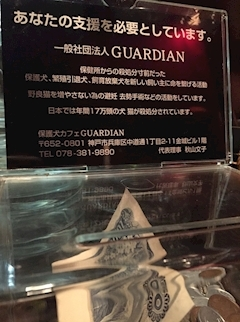 あなたの支援を必要としています。
一般社団法人 GUARDIAN
保健所からの殺処分寸前だった
保護犬、繁殖引退犬、飼育放棄犬を新しい飼い主に命を繋げる活動
野良猫を増やさない為の避妊 去勢手術などの活動をしています。
日本では年間17万頭の犬 猫が殺処分されています。
保護犬カフェGUARDIAN
〒652-0801 神戸市兵庫区中道通1丁目2-11金城ビル1階
TEL 078-381-9890 代表理事 秋山文子